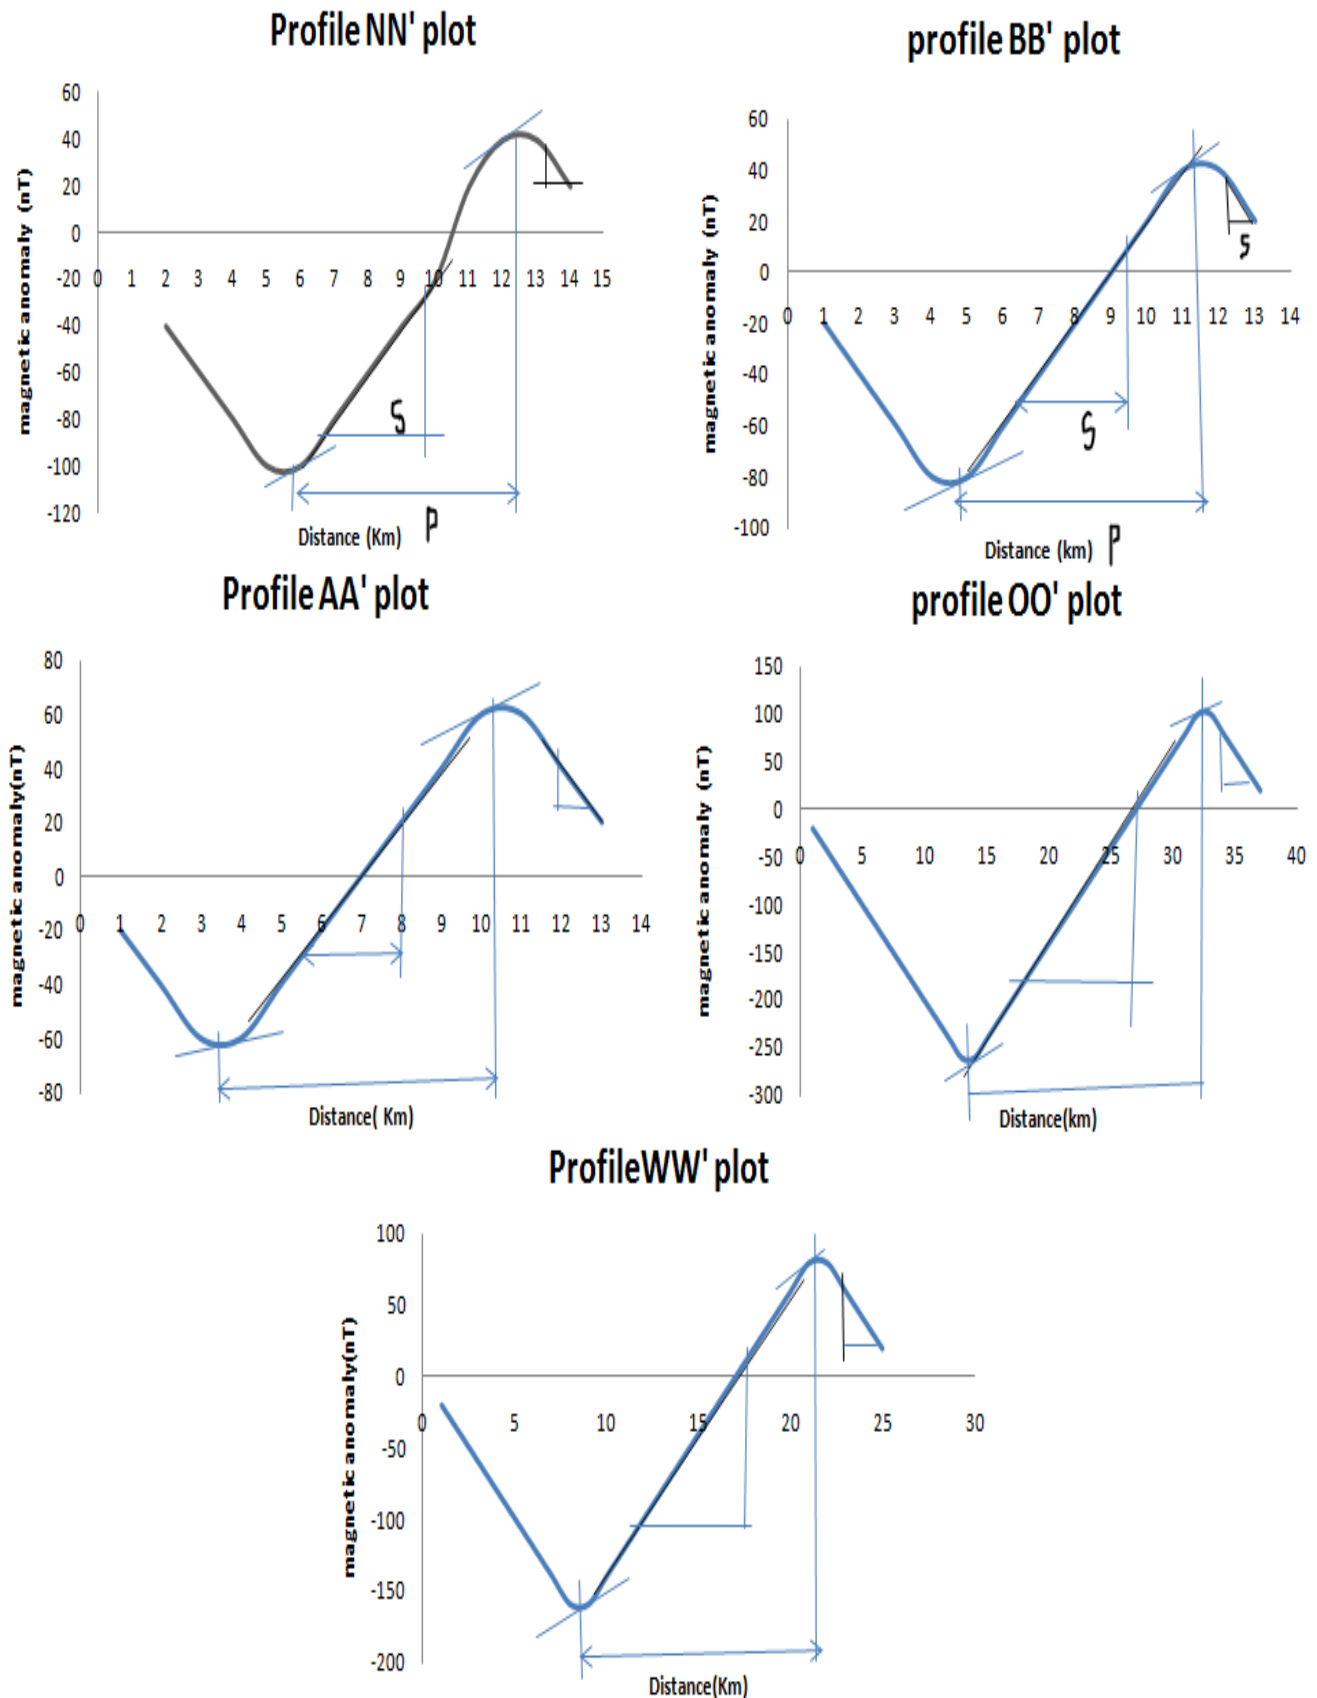 Profile NN' plot
60
40
20
0
-20
-40
-60
-80
-100
-120
0 1 2 3 4 5 6 7 8 9 10 11 12 13 14 15
magnetic anomaly (nT)
S
P
Distance (Km)
profile BB' plot
60
40
20
0
-20
-40
-60
-80
-100
0 1 2 3 4 5 6 7 8 9 10 11 12 13 14
magnetic anomaly (nT)
S
S
P
Distance (km)
Profile AA' plot
80
60
40
20
0
-20
-40
-60
-80
0 1 2 3 4 5 6 7 8 9 10 11 12 13 14
magnetic anomaly(nT)
Distance( Km)
profile OO' plot
150
100
50
0
-50
-100
-150
-200
-250
-300
0 5 10 15 20 25 30 35 40
magnetic anomaly (nT)
Distance(km)
ProfileWW' plot
100
50
0
-50
-100
-150
-200
0 5 10 15 20 25 30
magnetic anomaly(nT)
Distance(Km)